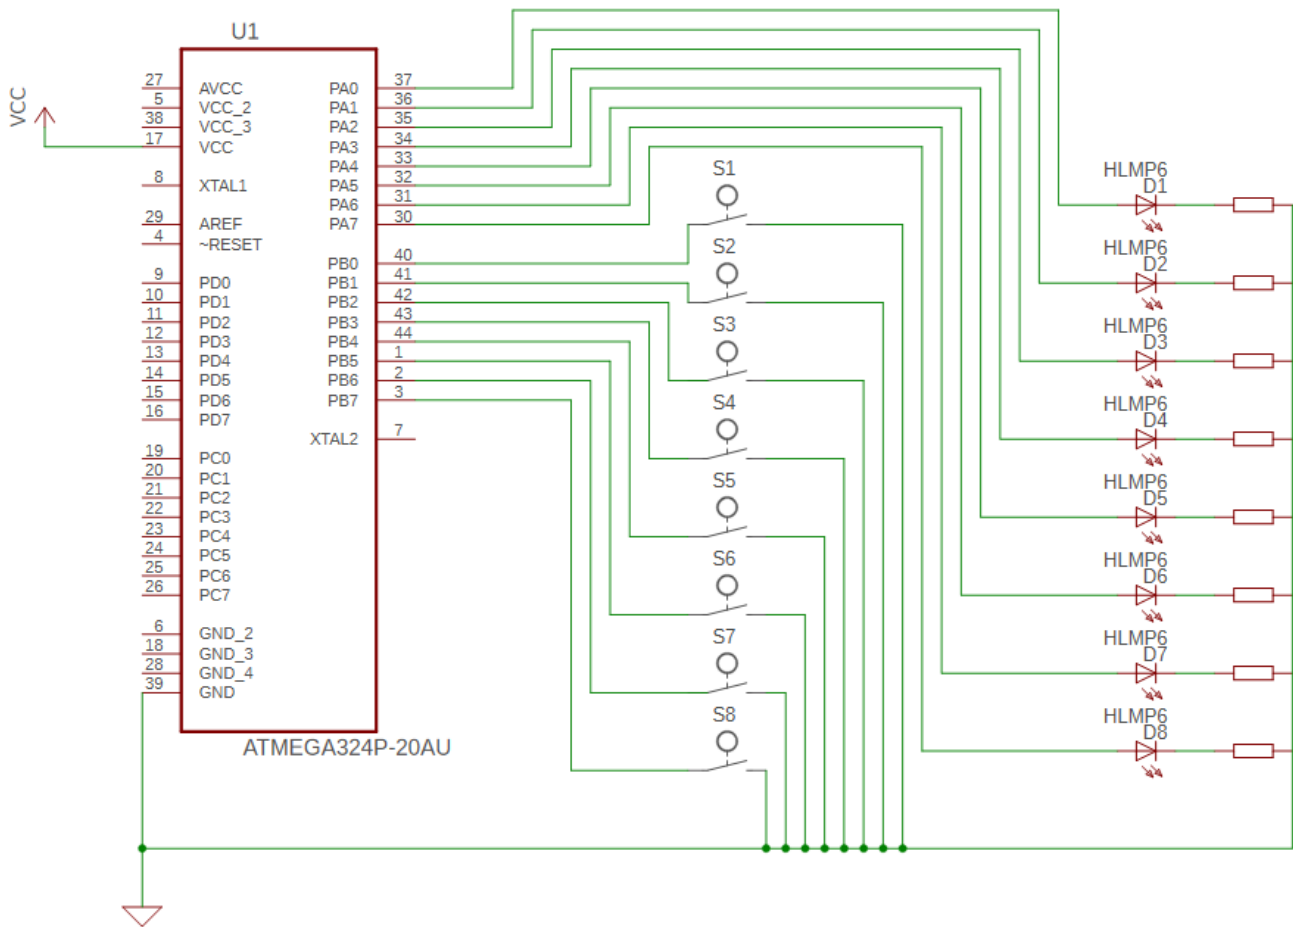 U1
VCC
27 AVCC PA0 37
5 VCC_2 PA1 36
38 VCC_3 PA2 35
17 VCC PA3 34
PA4 33
8 XTAL1 PA5 32
PA6 31
29 AREF PA7 30
4 ~RESET
PB0 40
9 PD0 PB1 41
10 PD1 PB2 42
11 PD2 PB3 43
12 PD3 PB4 44
13 PD4 PB5 1
14 PD5 PB6 2
15 PD6 PB7 3
16 PD7
XTAL2 7
19 PC0
20 PC1
21 PC2
22 PC3
23 PC4
24 PC5
25 PC6
26 PC7
6 GND_2
18 GND_3
28 GND_4
39 GND
ATMEGA324P-20AU
S1
S2
S3
S4
S5
S6
S7
S8
HLMP6
D1
HLMP6
D2
HLMP6
D3
HLMP6
D4
HLMP6
D5
HLMP6
D6
HLMP6
D7
HLMP6
D8